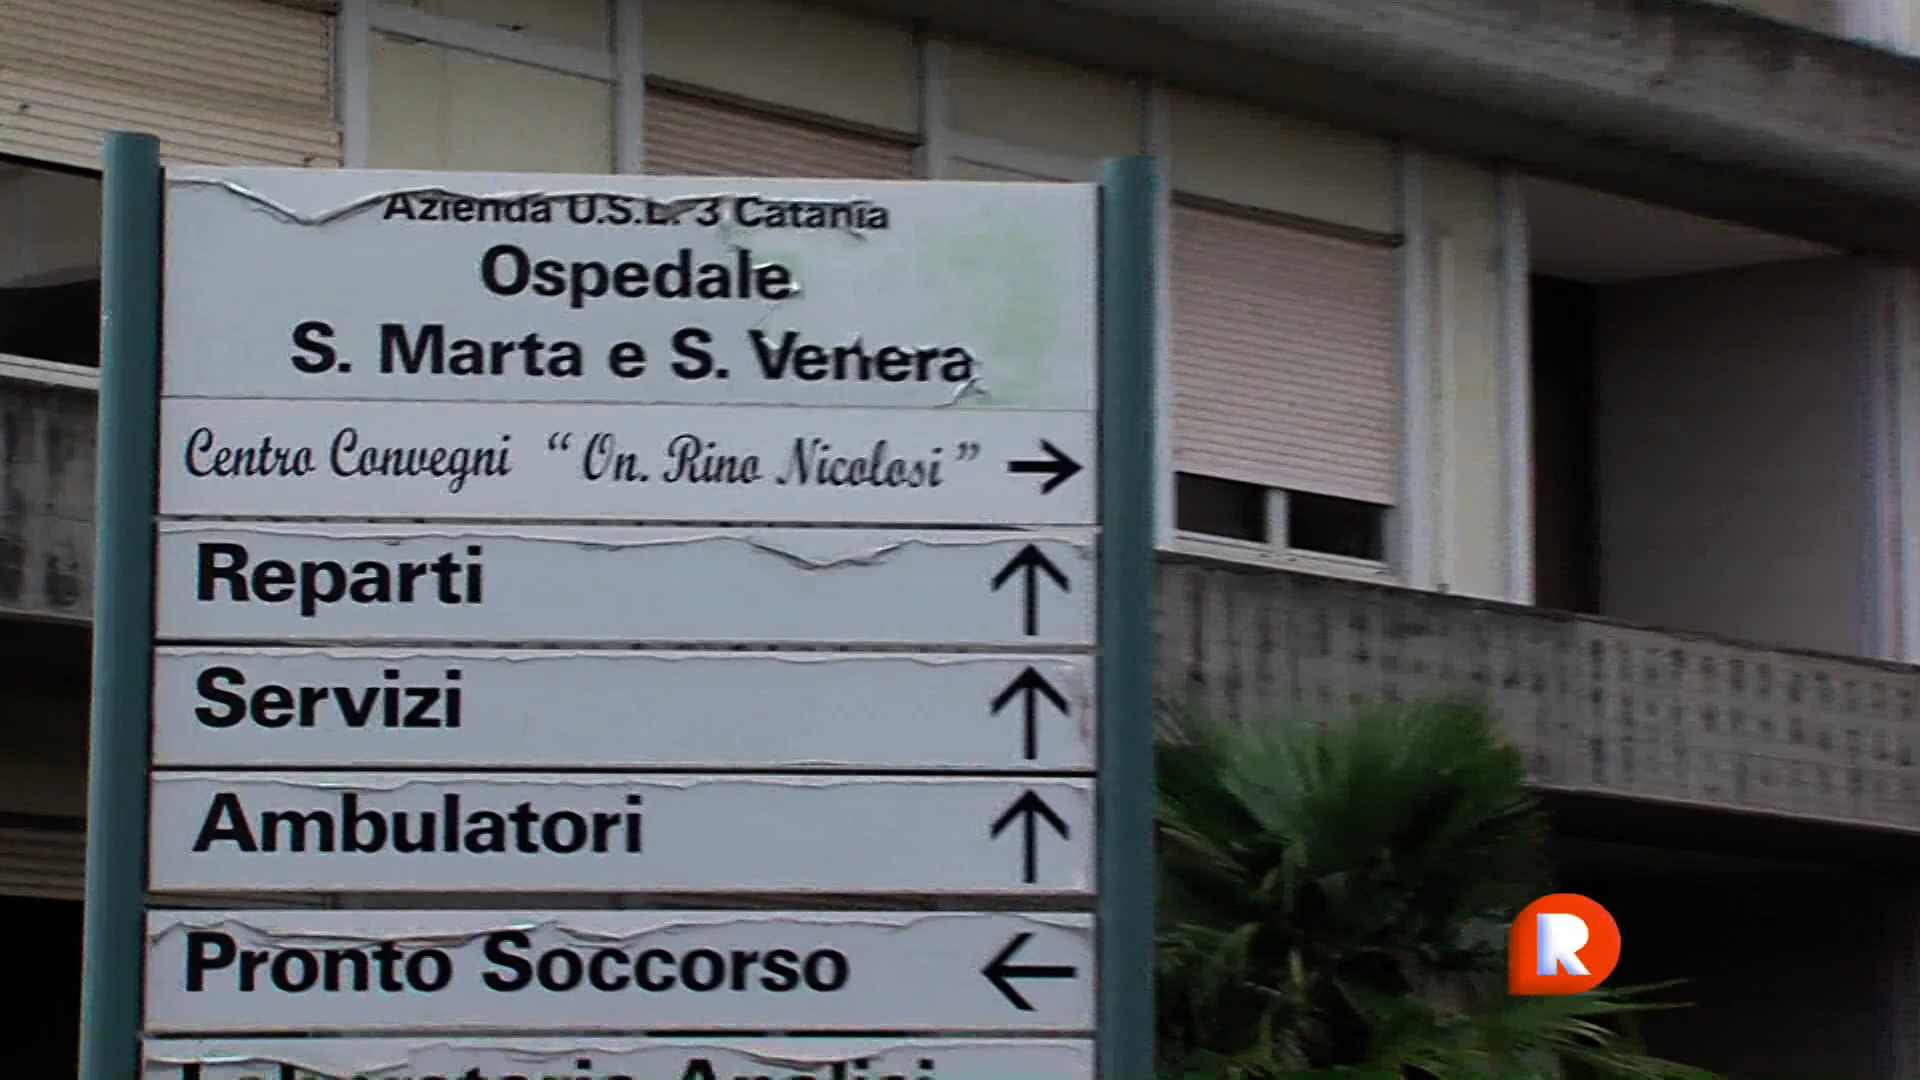 Azienda U.S.L. 3 Catania
Ospedale
S. Marta e S. Venera
Centro Convegni "On. Rino Nicolosi" →
Reparti ↑
Servizi ↑
Ambulatori ↑
Pronto Soccorso ←
Laboratorio Analisi
R